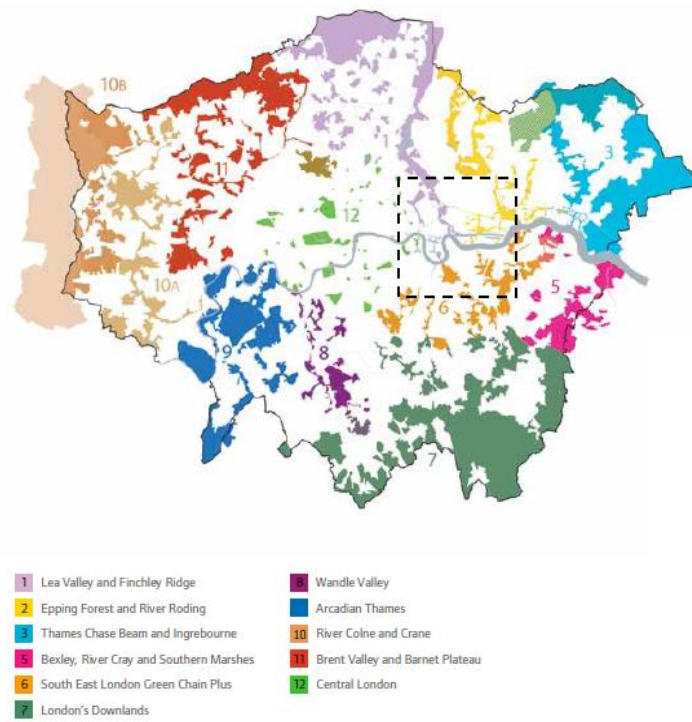 10B
1
2
3
11
12
10A
5
6
9
8
7
1 Lea Valley and Finchley Ridge
2 Epping Forest and River Roding
3 Thames Chase Beam and Ingrebourne
5 Bexley, River Cray and Southern Marshes
6 South East London Green Chain Plus
7 London's Downlands
8 Wandle Valley
Arcadian Thames
10 River Colne and Crane
11 Brent Valley and Barnet Plateau
12 Central London